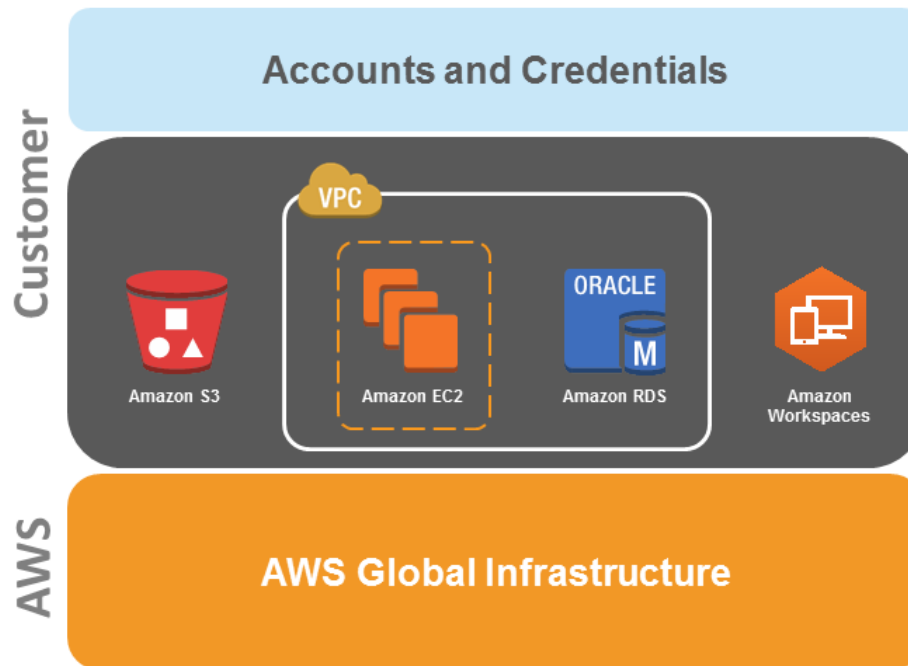 Customer
Accounts and Credentials
VPC
ORACLE
M
Amazon S3
Amazon EC2
Amazon RDS
Amazon
Workspaces
AWS
AWS Global Infrastructure